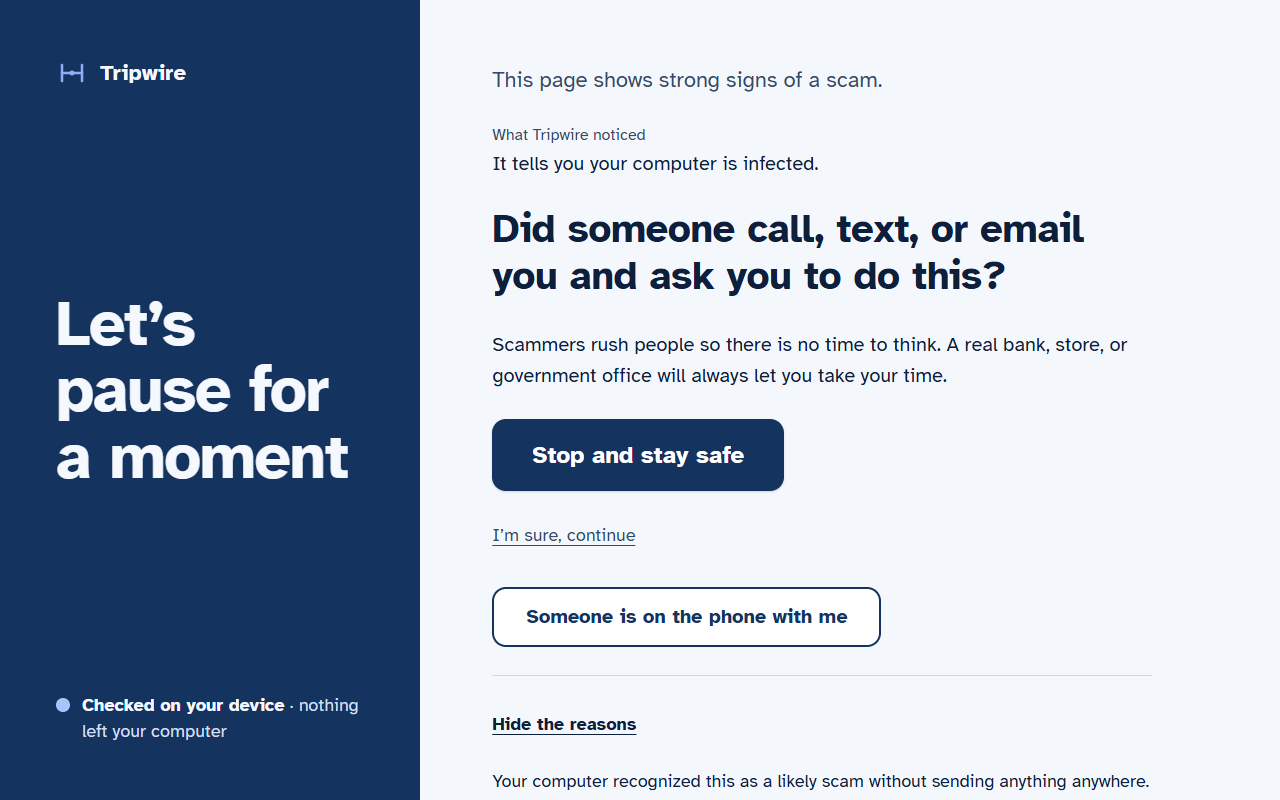 Tripwire
Let’s
pause for
a moment
Checked on your device · nothing
left your computer
This page shows strong signs of a scam.
What Tripwire noticed
It tells you your computer is infected.
Did someone call, text, or email
you and ask you to do this?
Scammers rush people so there is no time to think. A real bank, store, or
government office will always let you take your time.
Stop and stay safe
I’m sure, continue
Someone is on the phone with me
Hide the reasons
Your computer recognized this as a likely scam without sending anything anywhere.